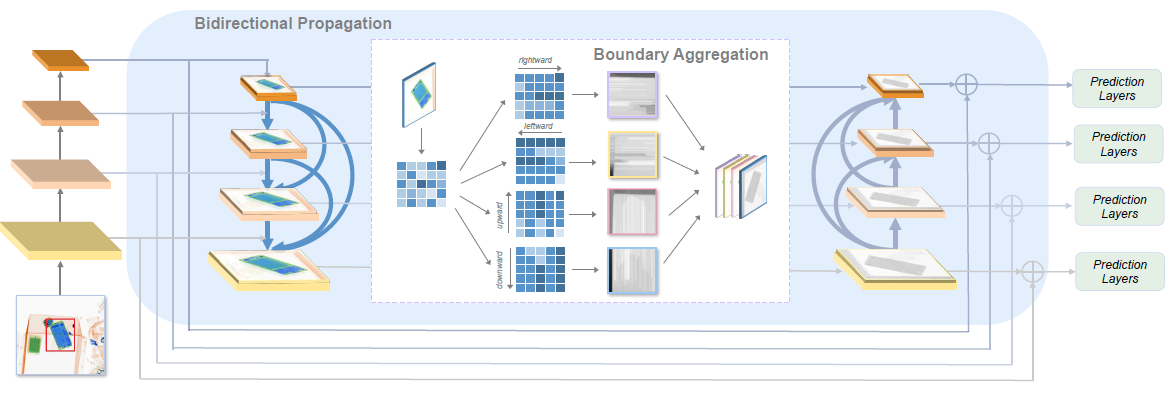 Bidirectional Propagation
Boundary Aggregation
rightward
leftward
upward
downward
Prediction
Layers
Prediction
Layers
Prediction
Layers
Prediction
Layers